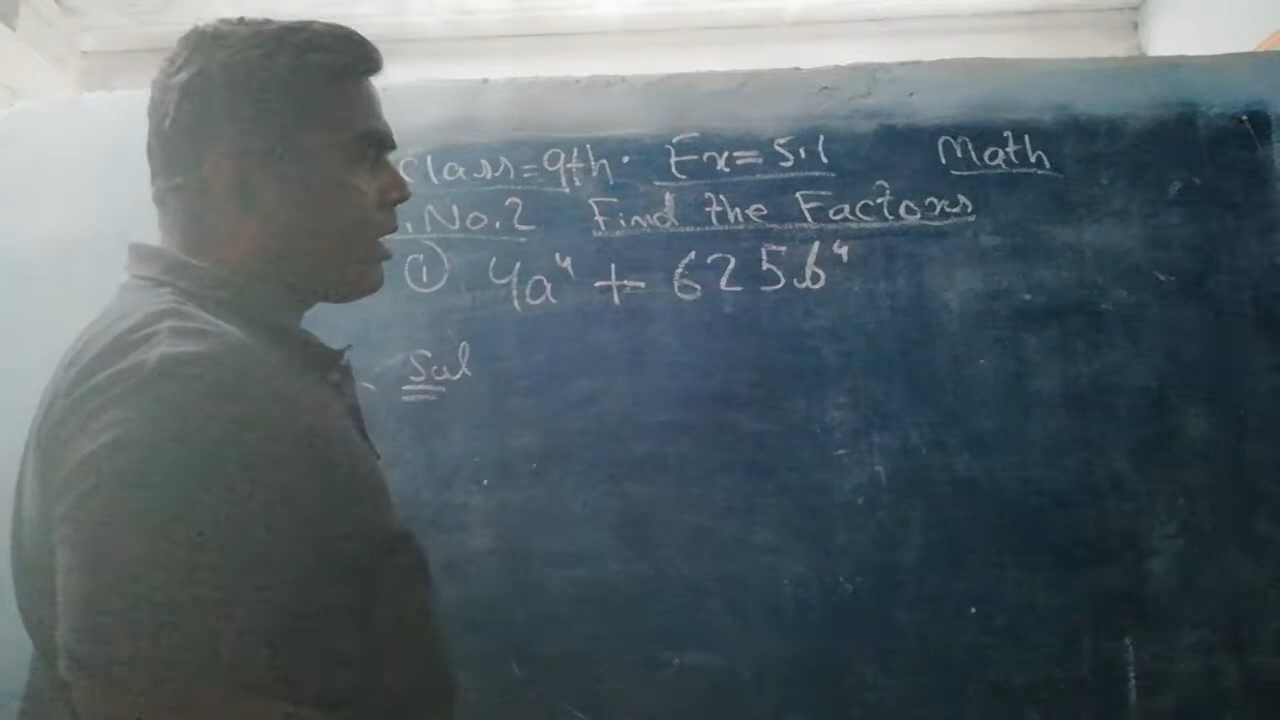 Class=9th. Ex=5.1 Math
.No.2 Find the Factors
① 4a⁴ + 625b⁴
Sol